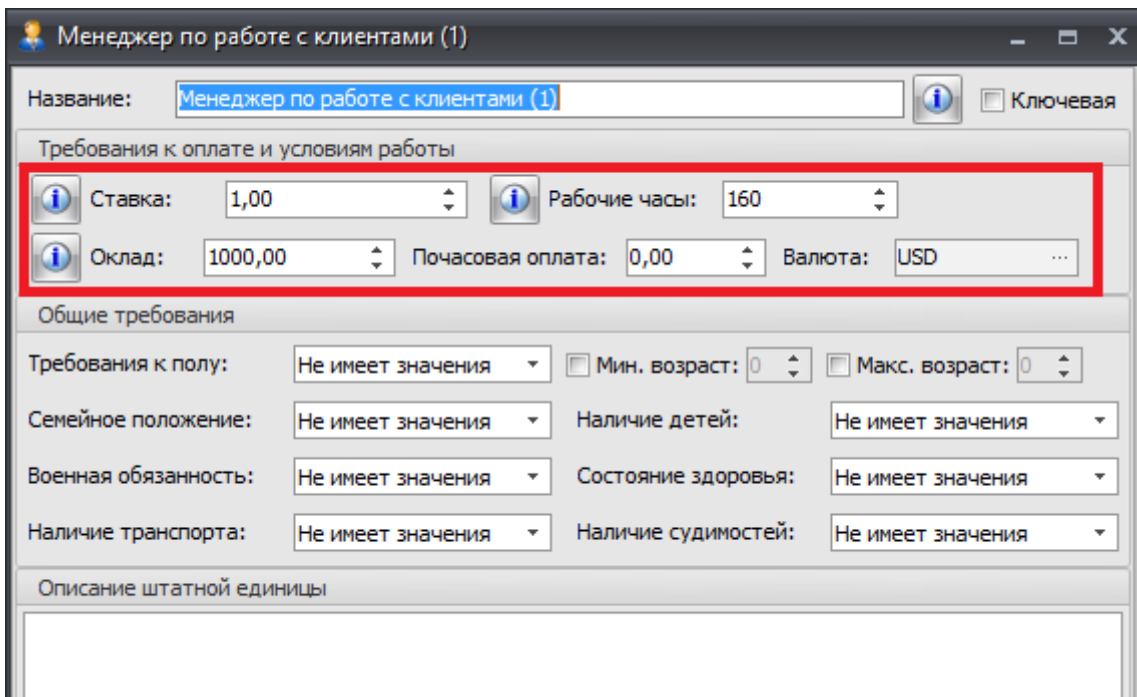 Менеджер по работе с клиентами (1)
Название: Менеджер по работе с клиентами (1) Ключевая
Требования к оплате и условиям работы
Ставка: 1,00 Рабочие часы: 160
Оклад: 1000,00 Почасовая оплата: 0,00 Валюта: USD ...
Общие требования
Требования к полу: Не имеет значения Мин. возраст: 0 Макс. возраст: 0
Семейное положение: Не имеет значения Наличие детей: Не имеет значения
Военная обязанность: Не имеет значения Состояние здоровья: Не имеет значения
Наличие транспорта: Не имеет значения Наличие судимостей: Не имеет значения
Описание штатной единицы